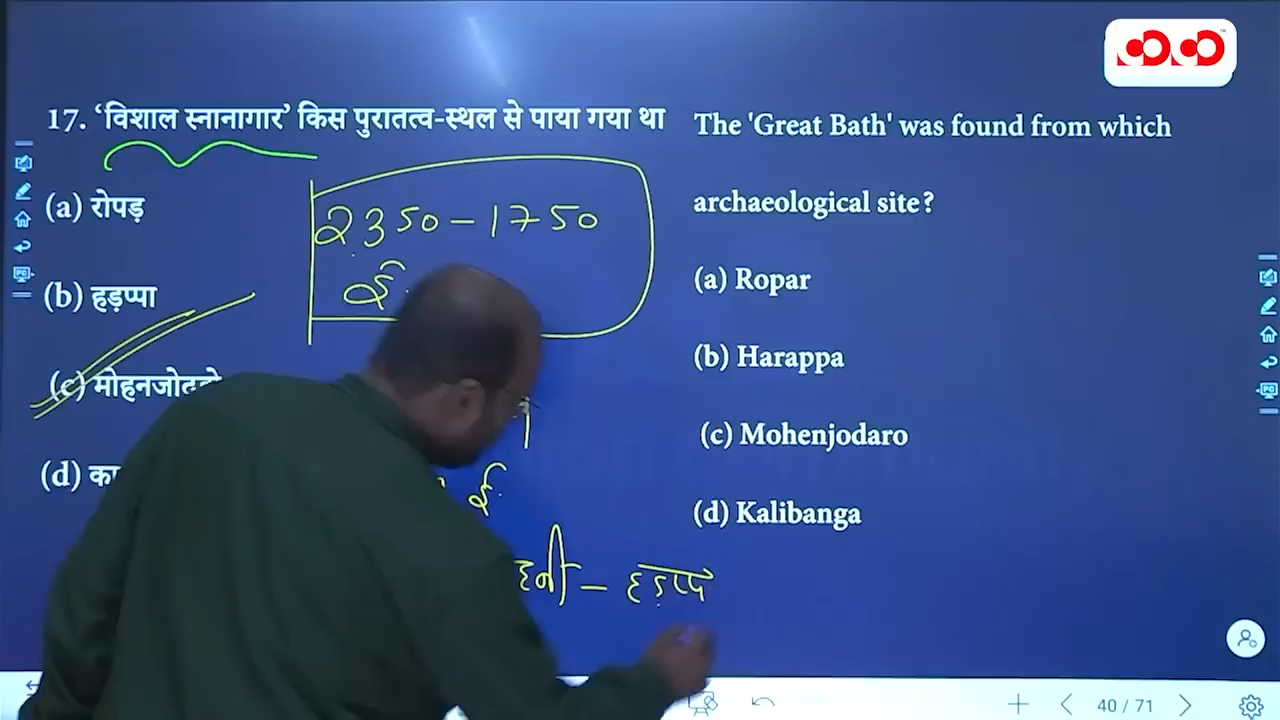 17. ‘विशाल स्नानागार’ किस पुरातत्व-स्थल से पाया गया था
(a) रोपड़
(b) हड़प्पा
(c)
(d)
The 'Great Bath' was found from which
archaeological site?
(a) Ropar
(b) Harappa
(c) Mohenjodaro
(d) Kalibanga
2350-1750
ई
ई.
- हड़प्प
40 / 71